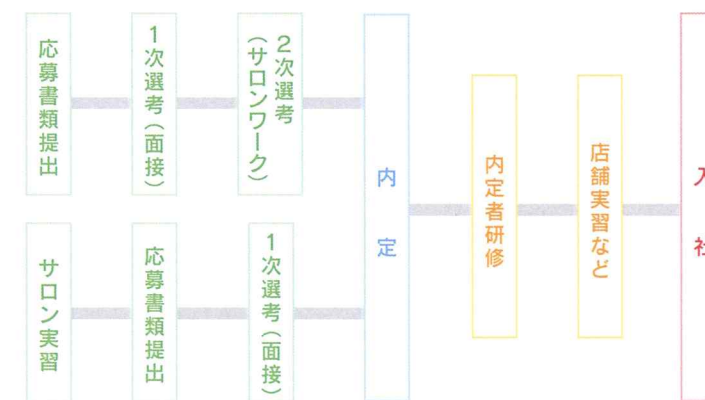 応募書類提出
1次選考（面接）
2次選考
（サロンワーク）
サロン実習
応募書類提出
1次選考（面接）
内定
内定者研修
店舗実習など
入社